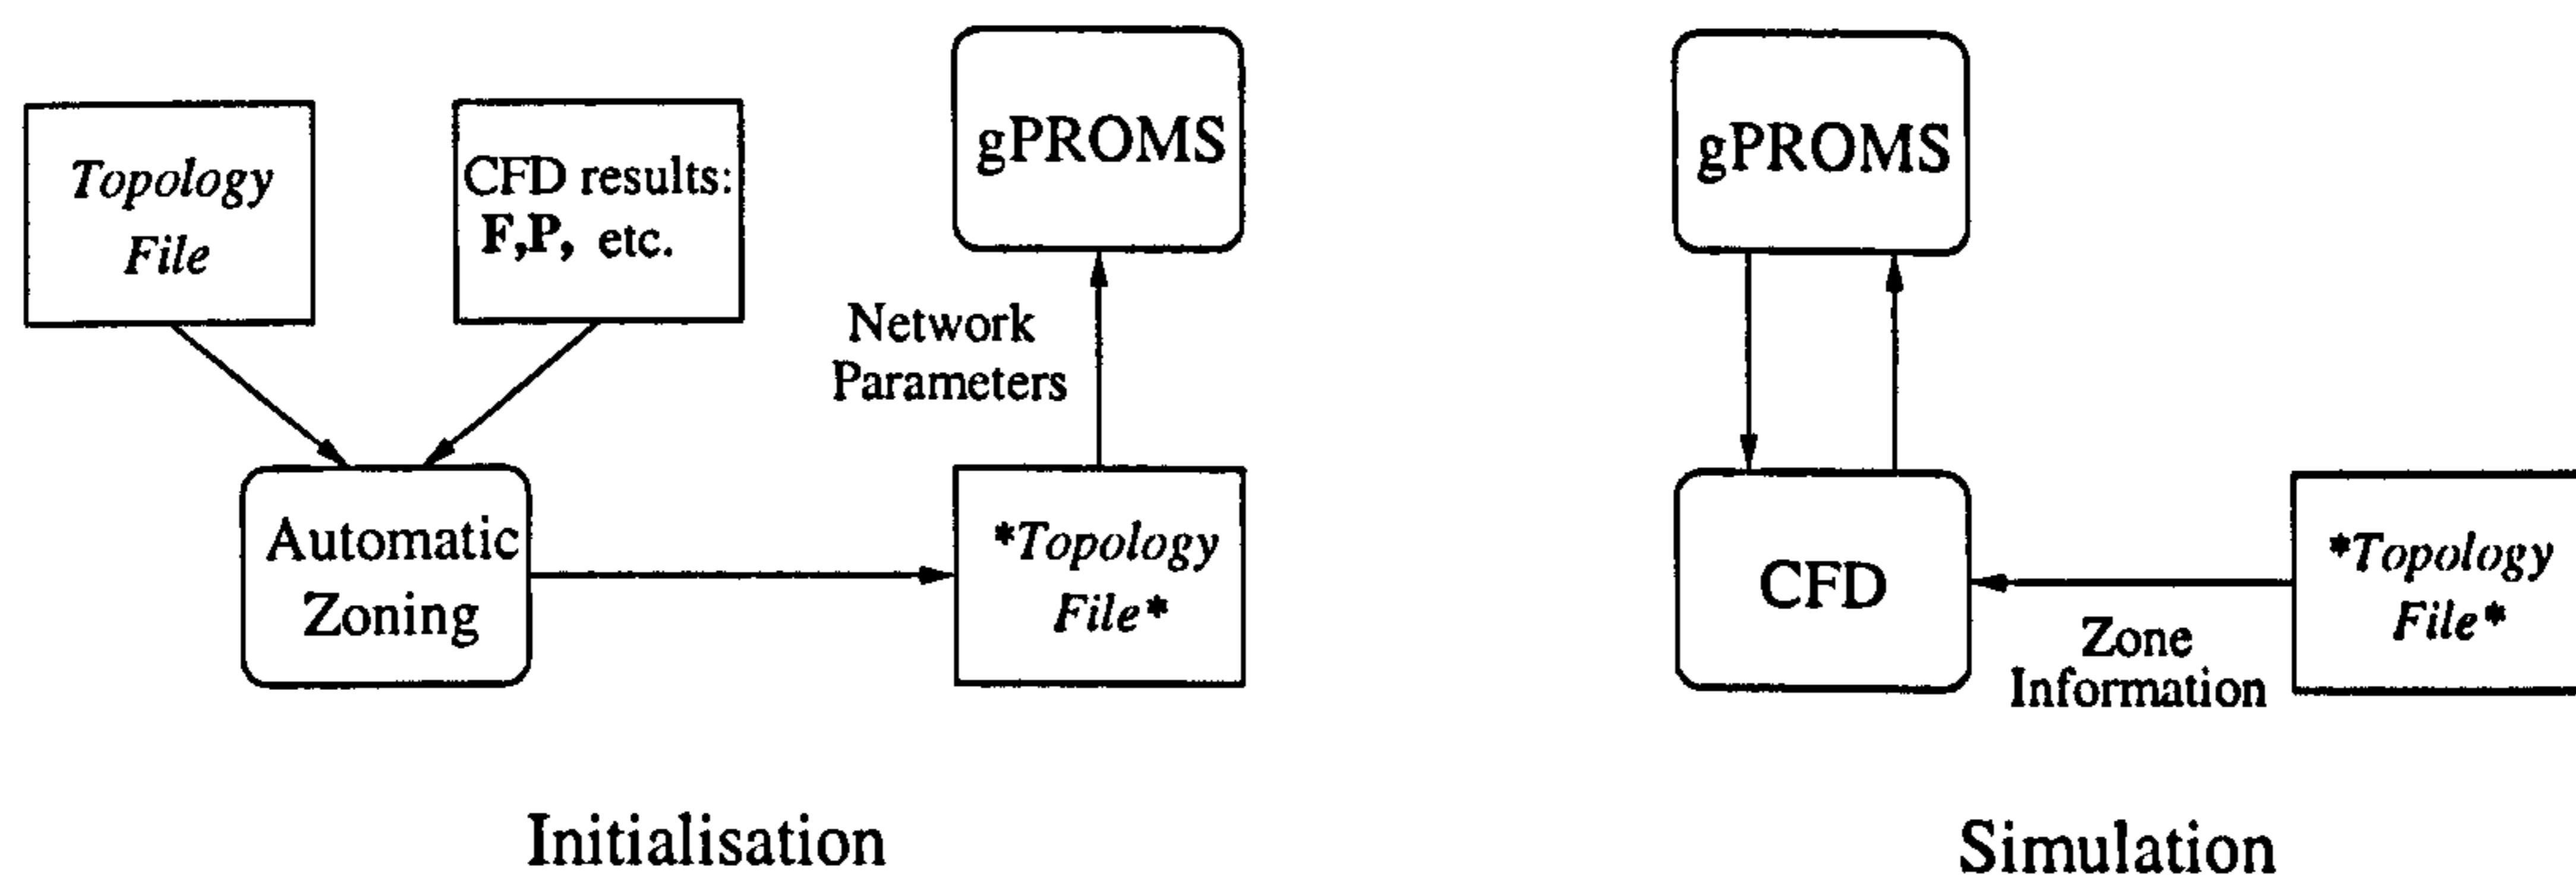 Topology
File
CFD results:
F,P, etc.
gPROMS
Network
Parameters
Automatic
Zoning
*Topology
File*
Initialisation
gPROMS
CFD
Zone
Information
*Topology
File*
Simulation